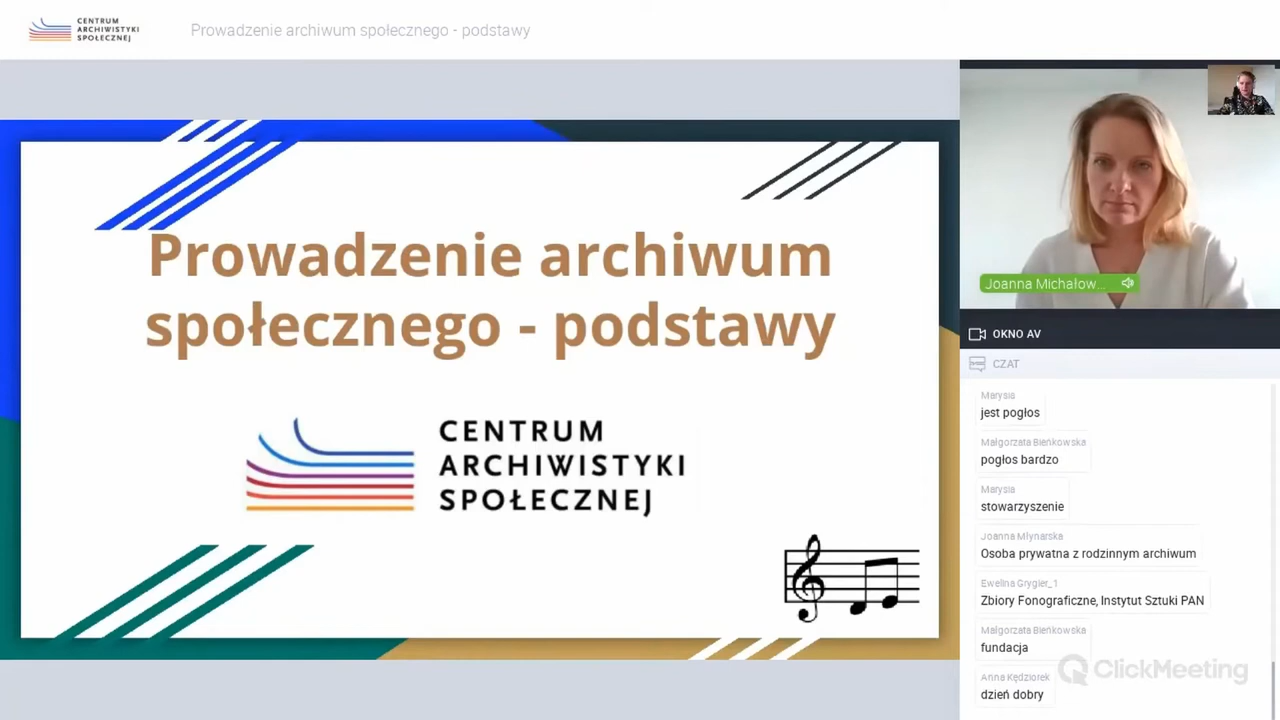 CENTRUM
ARCHIWISTYKI
SPOŁECZNEJ
Prowadzenie archiwum społecznego - podstawy
Prowadzenie archiwum
społecznego - podstawy
CENTRUM
ARCHIWISTYKI
SPOŁECZNEJ
Joanna Michałow...
OKNO AV
CZAT
Marysia
jest pogłos
Małgorzata Bieńkowska
pogłos bardzo
Marysia
stowarzyszenie
Joanna Młynarska
Osoba prywatna z rodzinnym archiwum
Ewelina Grygier_1
Zbiory Fonograficzne, Instytut Sztuki PAN
Małgorzata Bieńkowska
fundacja
Anna Kędziorek
dzień dobry
ClickMeeting